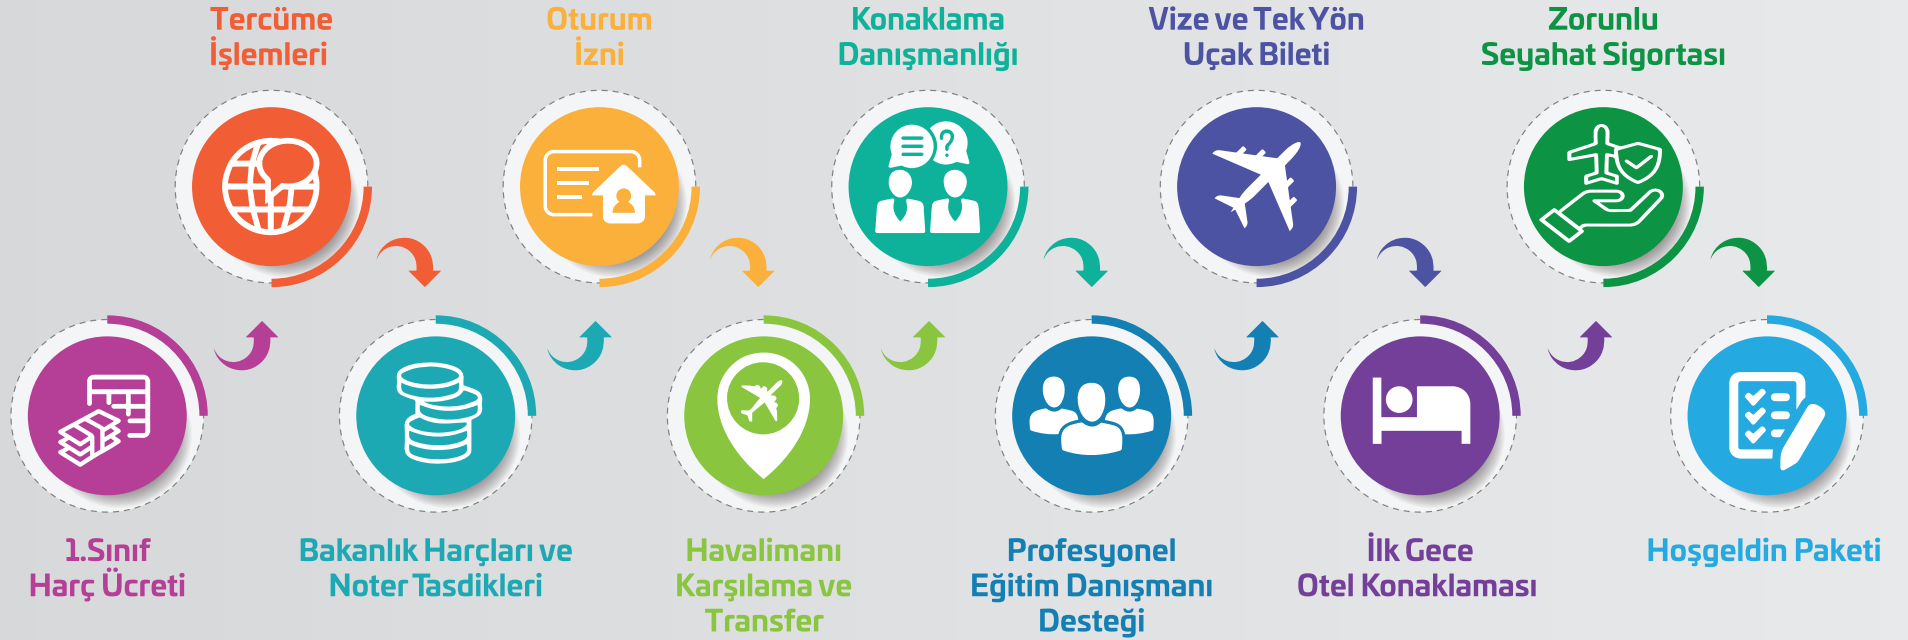 Tercüme
İşlemleri
Oturum
İzni
Konaklama
Danışmanlığı
Vize ve Tek Yön
Uçak Bileti
Zorunlu
Seyahat Sigortası
?
1.Sınıf
Harç Ücreti
Bakanlık Harçları ve
Noter Tasdikleri
Havalimanı
Karşılama ve
Transfer
Profesyonel
Eğitim Danışmanı
Desteği
İlk Gece
Otel Konaklaması
Hoşgeldin Paketi